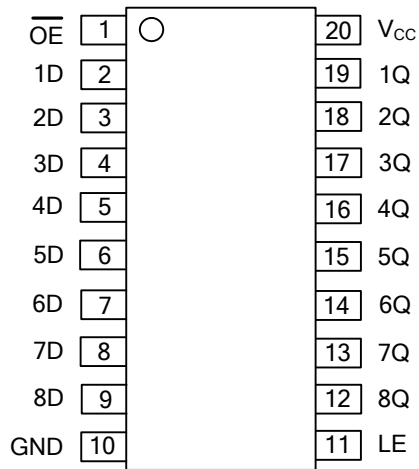 O̅E̅ 1 20 VCC
1D 2 19 1Q
2D 3 18 2Q
3D 4 17 3Q
4D 5 16 4Q
5D 6 15 5Q
6D 7 14 6Q
7D 8 13 7Q
8D 9 12 8Q
GND 10 11 LE